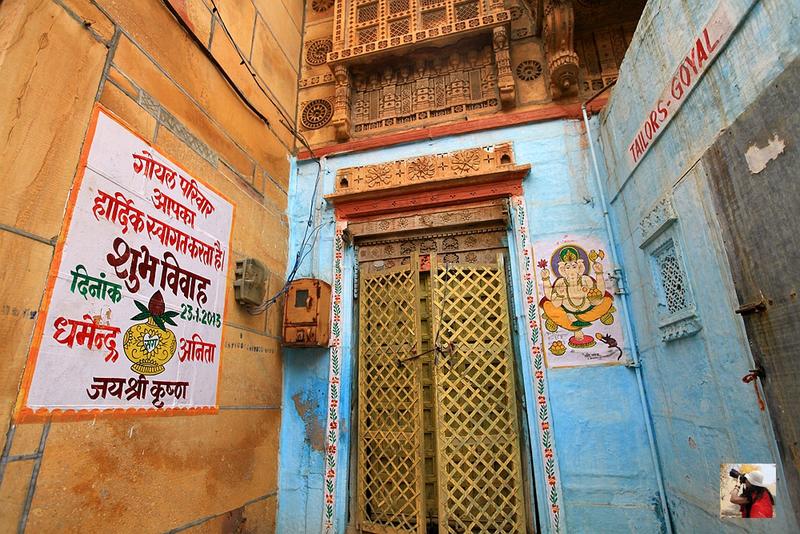 गोयल परिवार
आपका
हार्दिक स्वागत करता है।
शुभ विवाह
दिनांक
23.1.2013
धर्मेन्द्र
अनिता
जय श्री कृष्ण
TAILORS-GOYAL